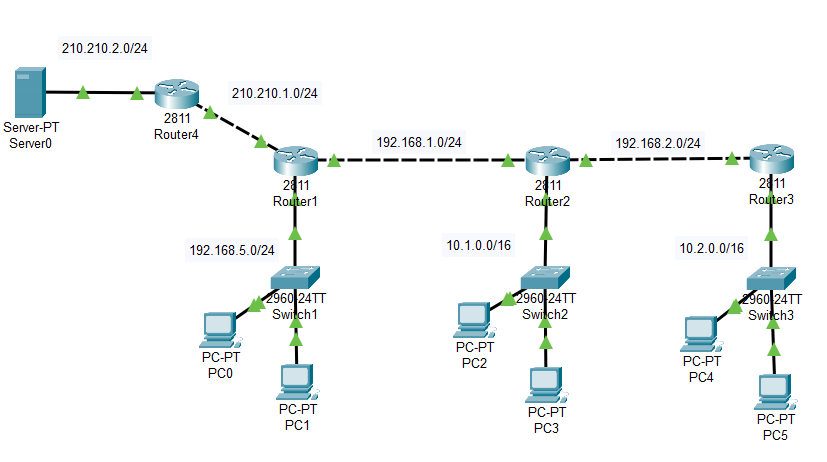 210.210.2.0/24
Server-PT
Server0
2811
Router4
210.210.1.0/24
2811
Router1
192.168.1.0/24
2811
Router2
192.168.2.0/24
2811
Router3
192.168.5.0/24
2960-24TT
Switch1
PC-PT
PC0
PC-PT
PC1
10.1.0.0/16
2960-24TT
Switch2
PC-PT
PC2
PC-PT
PC3
10.2.0.0/16
2960-24TT
Switch3
PC-PT
PC4
PC-PT
PC5